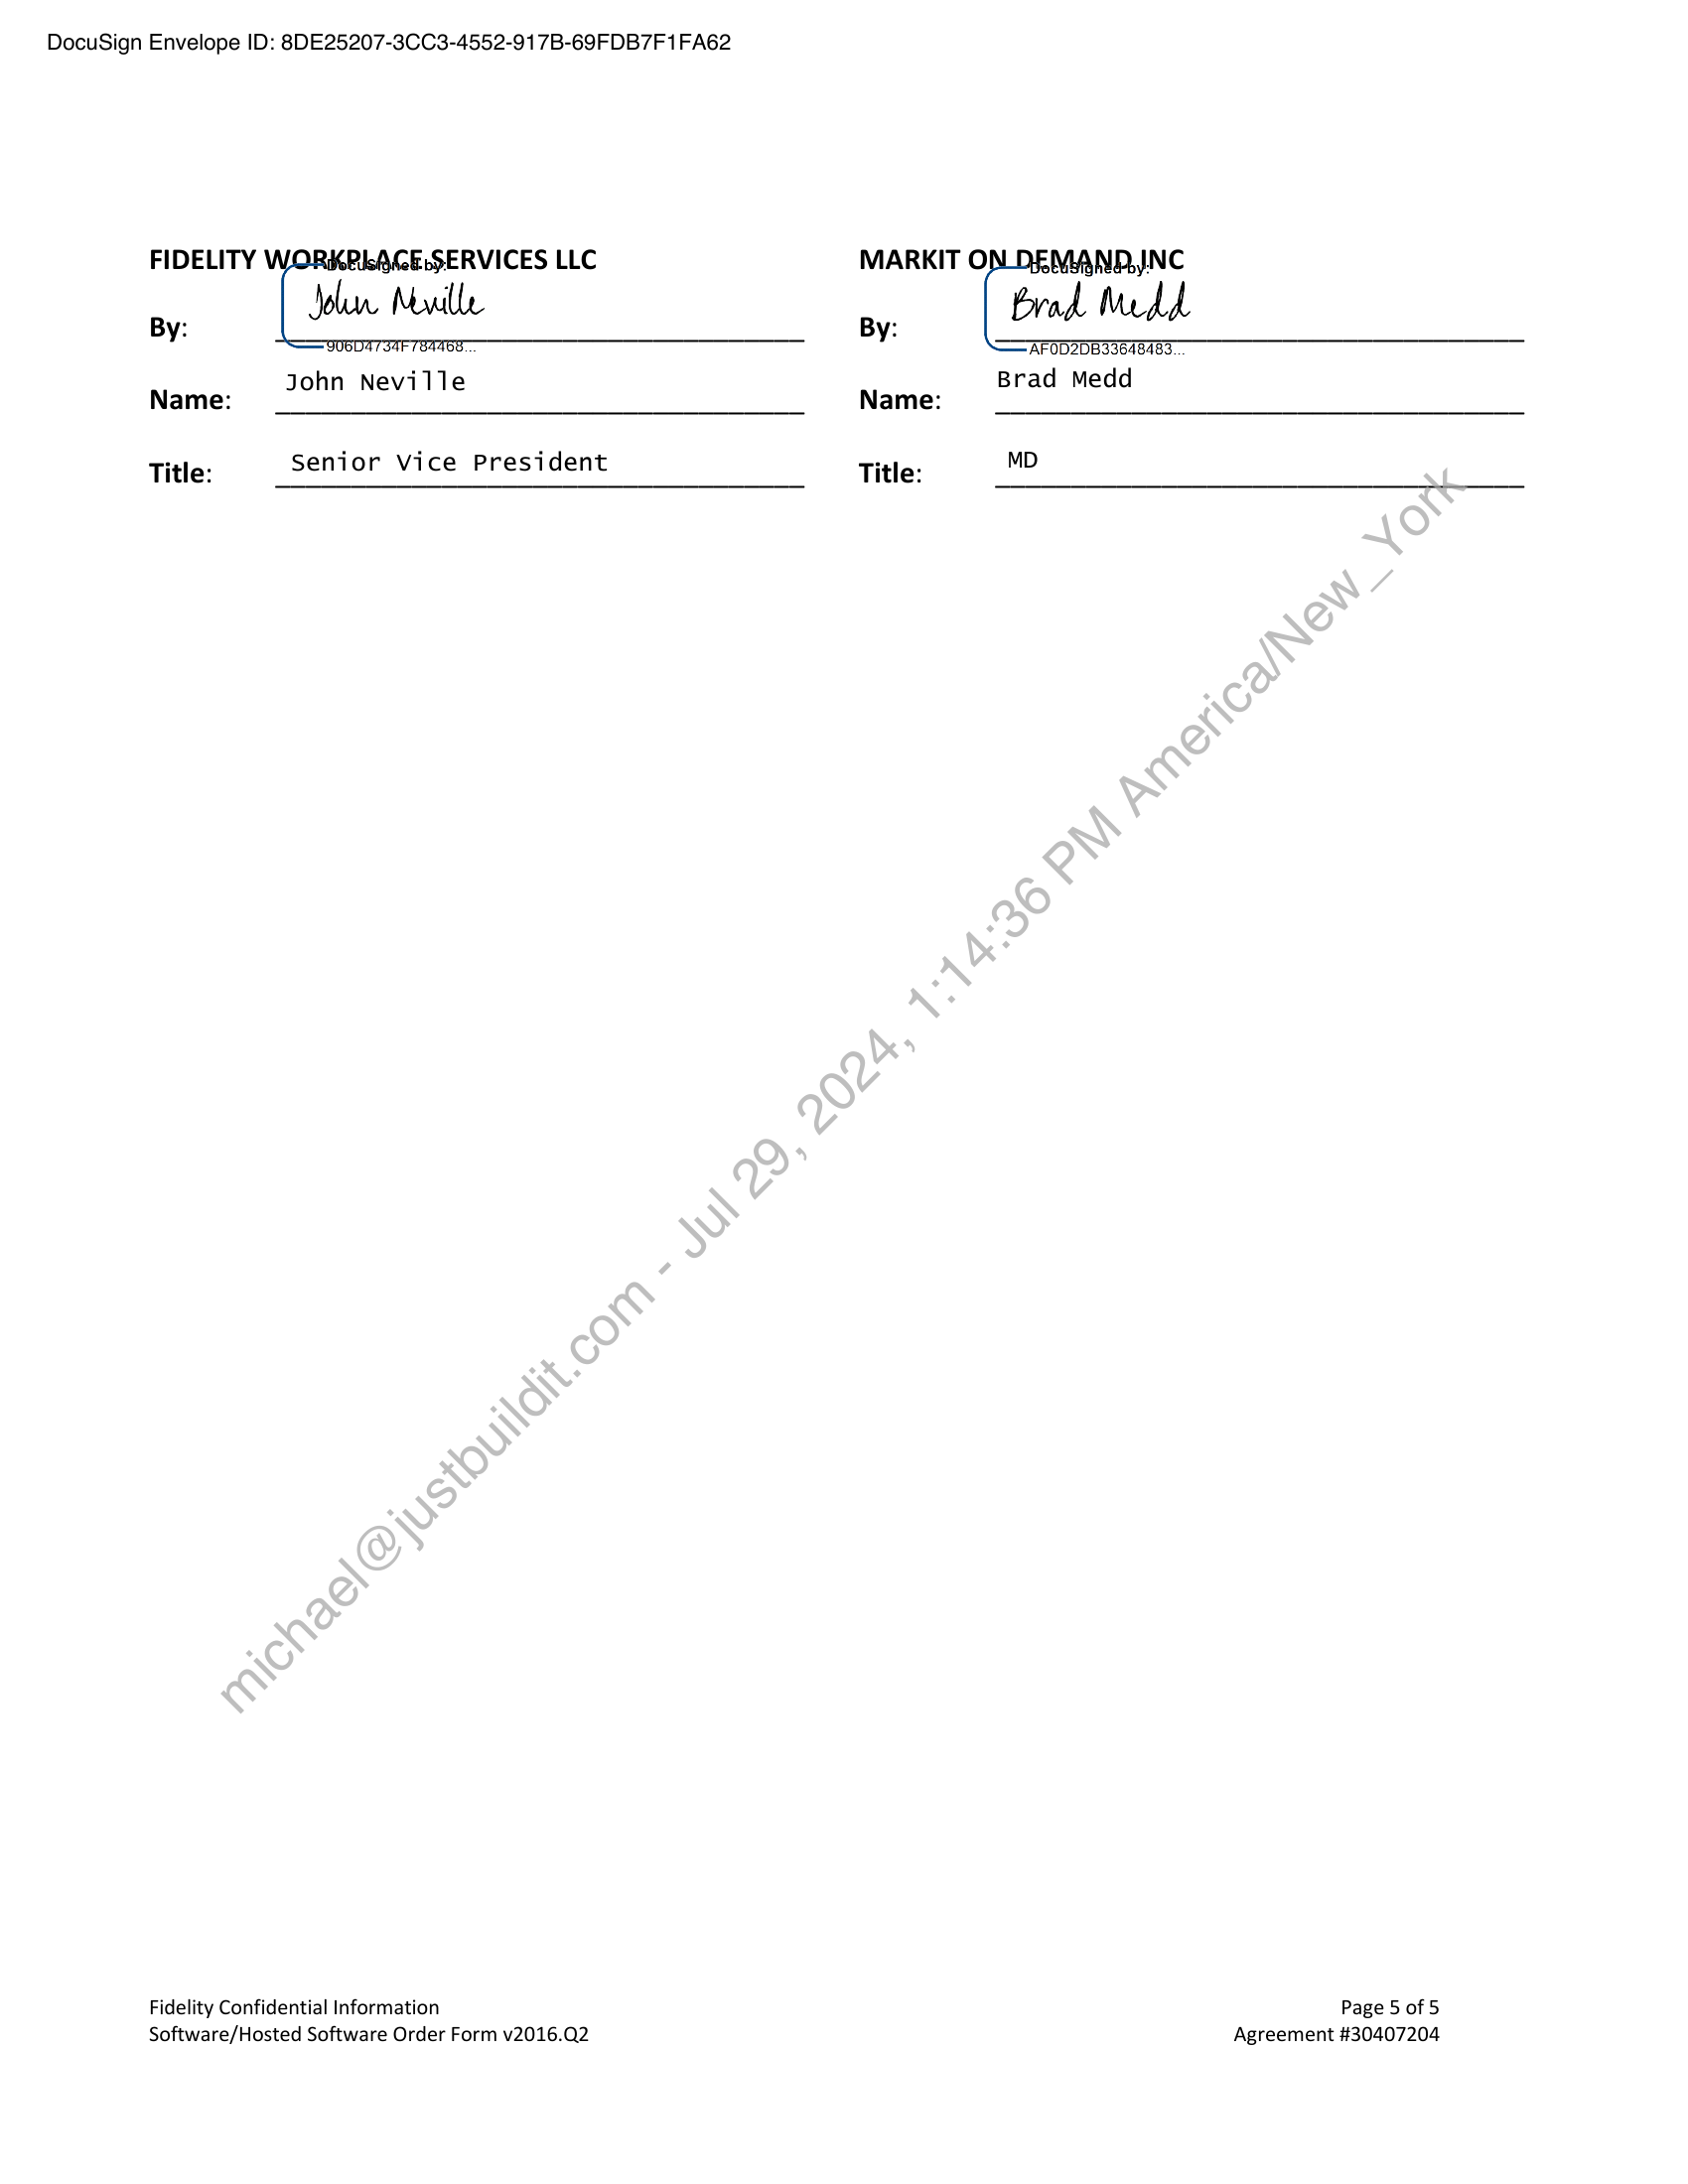 DocuSign Envelope ID: 8DE25207-3CC3-4552-917B-69FDB7F1FA62
FIDELITY WORKPLACE SERVICES LLC
DocuSigned by:
John Neville
By:
906D4734F784468...
Name: John Neville
Title: Senior Vice President
MARKIT ON DEMAND INC
DocuSigned by:
Brad Medd
By:
AF0D2DB33648483...
Name: Brad Medd
Title: MD
michael@justbuildit.com - Jul 29, 2024, 1:14:36 PM America/New_York
Fidelity Confidential Information
Software/Hosted Software Order Form v2016.Q2
Page 5 of 5
Agreement #30407204